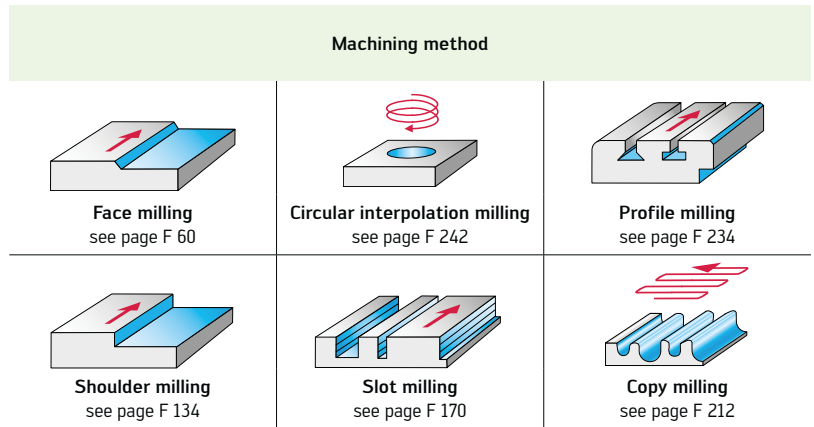 Machining method
Face milling
see page F 60
Circular interpolation milling
see page F 242
Profile milling
see page F 234
Shoulder milling
see page F 134
Slot milling
see page F 170
Copy milling
see page F 212